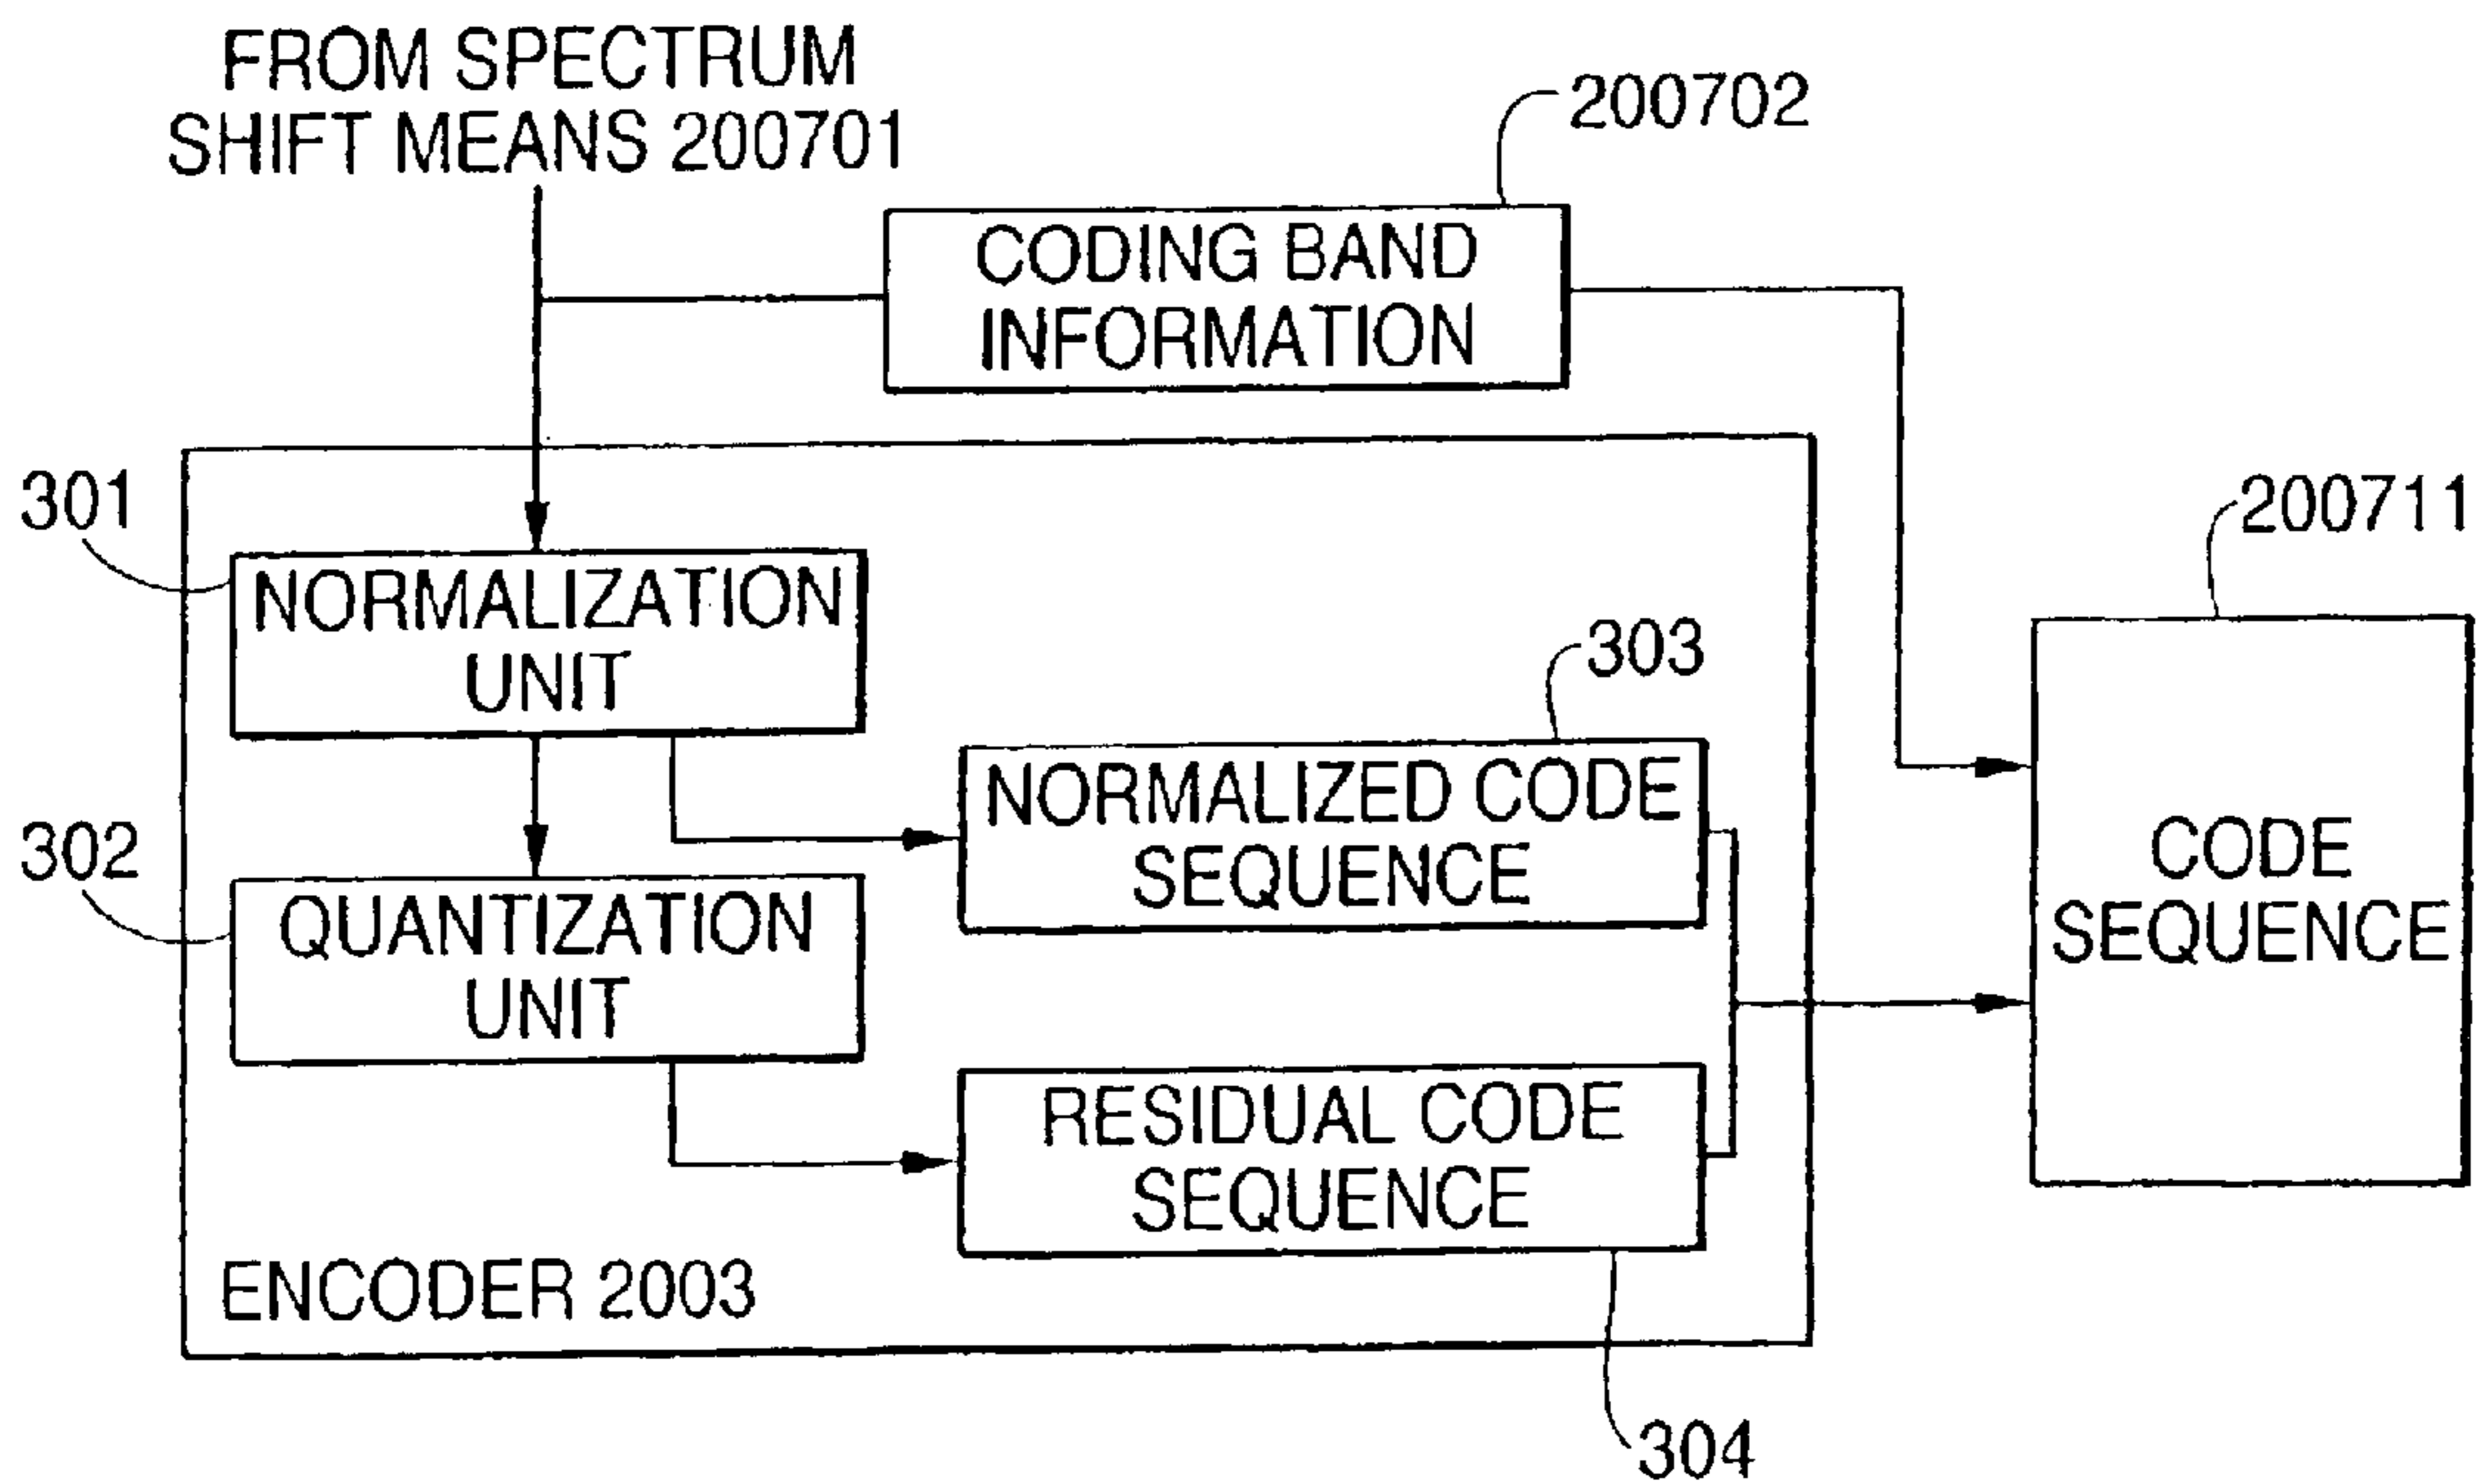 FROM SPECTRUM
SHIFT MEANS 200701
200702
CODING BAND
INFORMATION
301
NORMALIZATION
UNIT
200711
303
NORMALIZED CODE
SEQUENCE
302
QUANTIZATION
UNIT
CODE
SEQUENCE
RESIDUAL CODE
SEQUENCE
ENCODER 2003
304